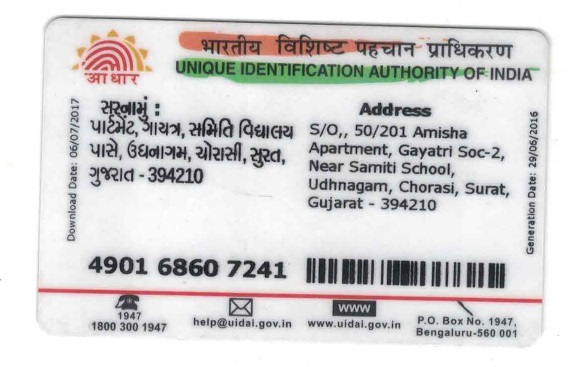 भारतीय विशिष्ट पहचान प्राधिकरण
UNIQUE IDENTIFICATION AUTHORITY OF INDIA
आधार
Download Date: 06/07/2017
સરનામું :
પાર્ટમેંટ, ગાયત્ર, સમિતિ વિદ્યાલય
પાસે, ઉધનાગામ, ચોરાસી, સુરત,
ગુજરાત - 394210
Address
S/O,, 50/201 Amisha
Apartment, Gayatri Soc-2,
Near Samiti School,
Udhnagam, Chorasi, Surat,
Gujarat - 394210
Generation Date: 29/06/2016
4901 6860 7241
1947
1800 300 1947
help@uidai.gov.in
www
www.uidai.gov.in
P.O. Box No. 1947,
Bengaluru-560 001